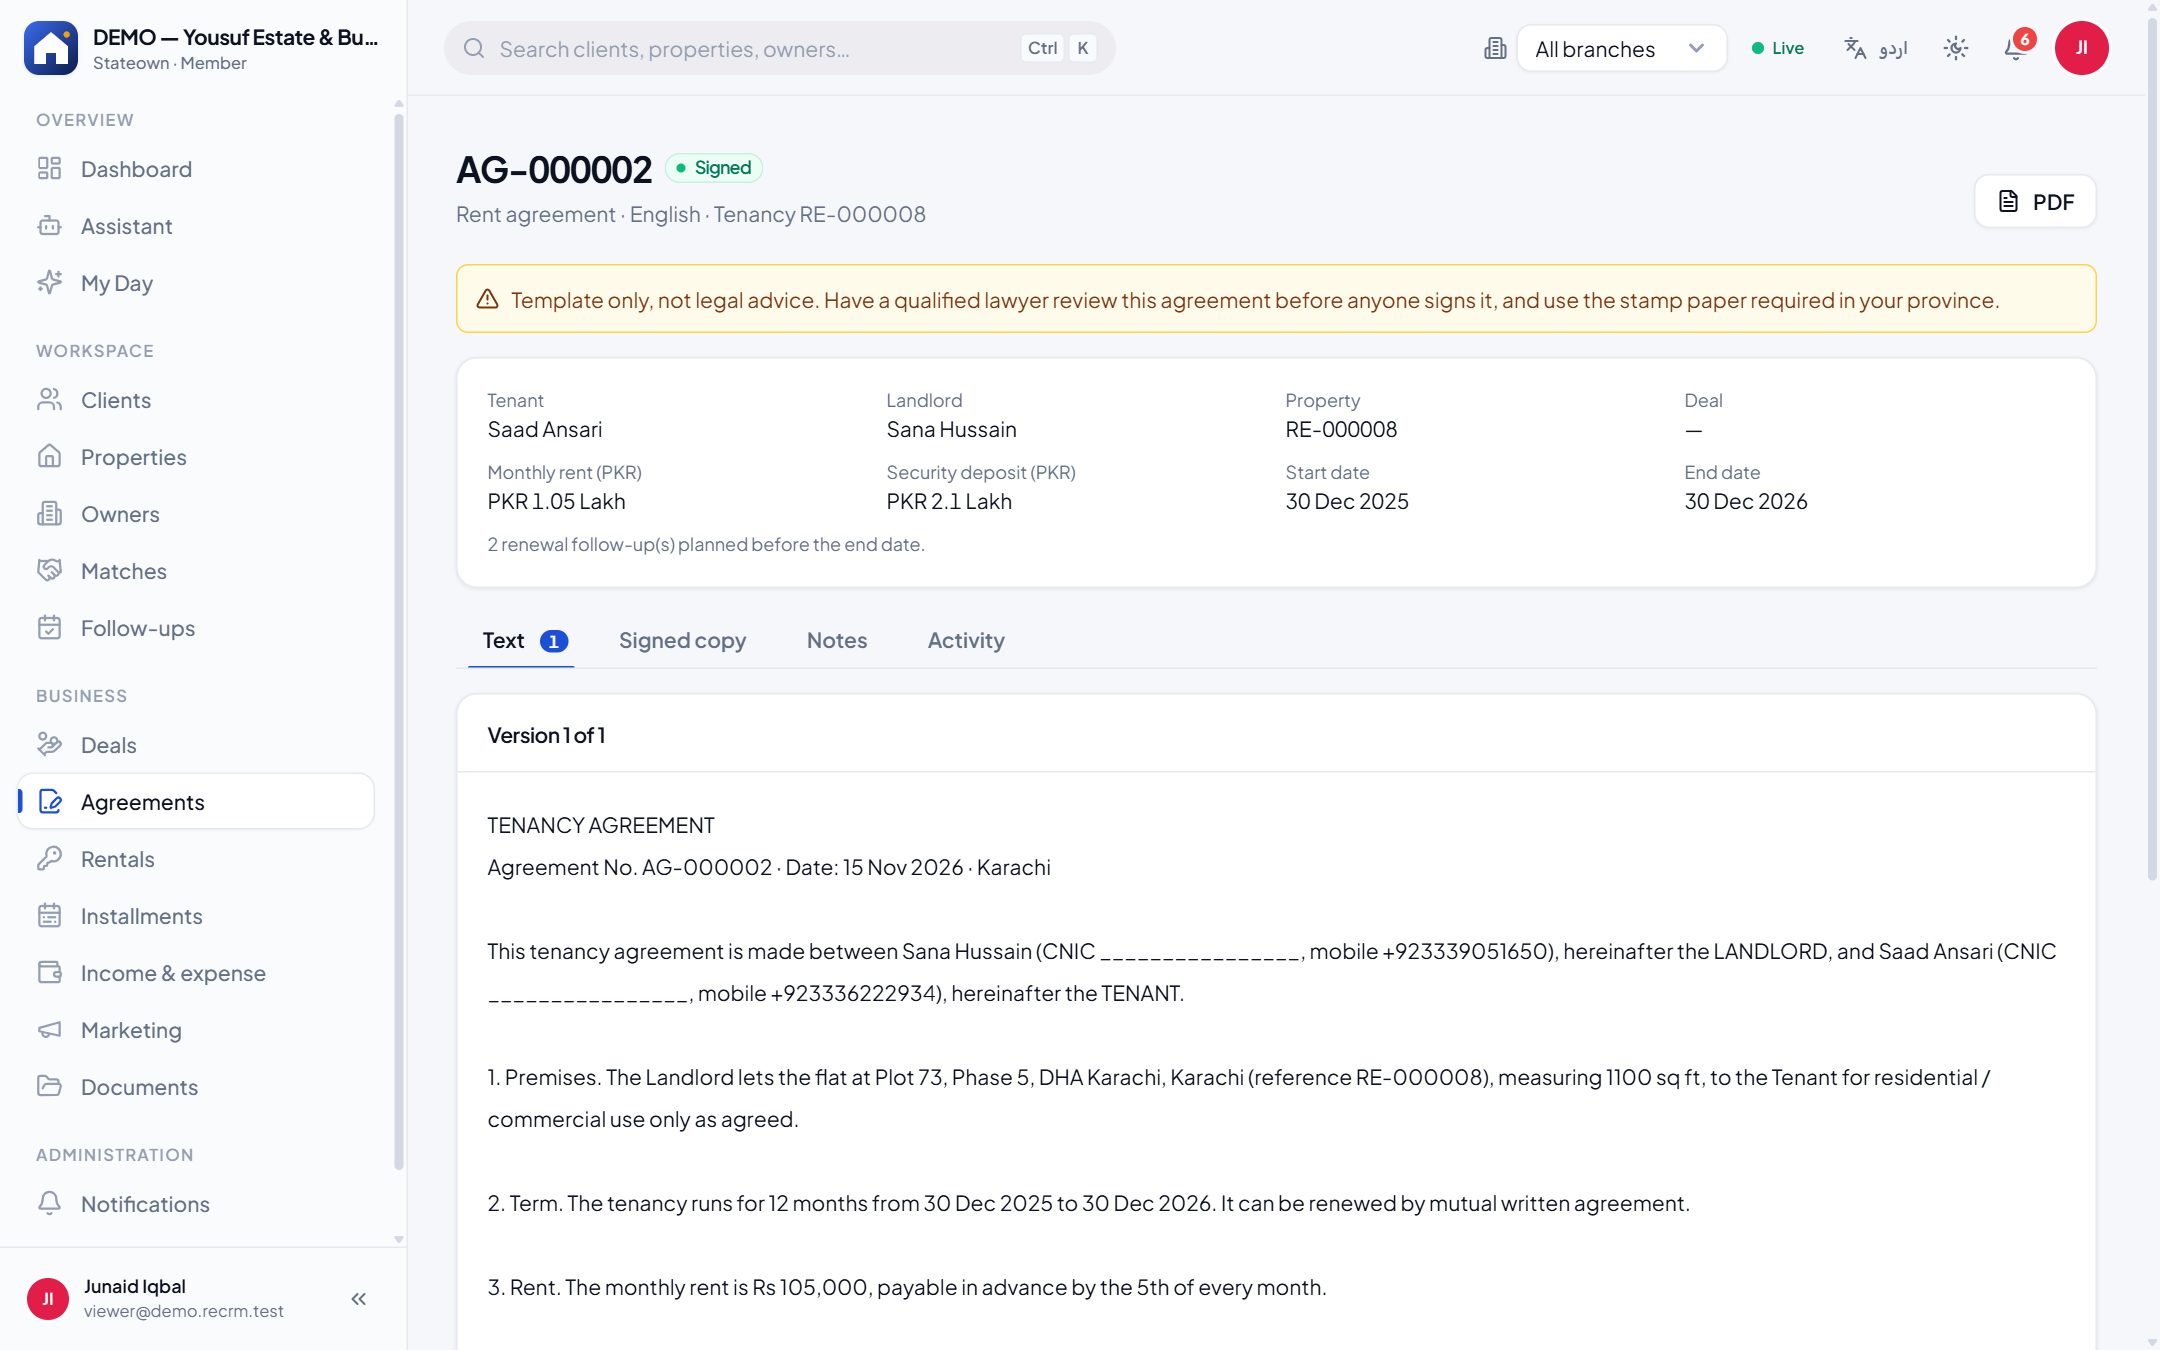 DEMO — Yousuf Estate & Bu...
Stateown · Member
OVERVIEW
Dashboard
Assistant
My Day
WORKSPACE
Clients
Properties
Owners
Matches
Follow-ups
BUSINESS
Deals
Agreements
Rentals
Installments
Income & expense
Marketing
Documents
ADMINISTRATION
Notifications
JI
Junaid Iqbal
viewer@demo.recrm.test
Search clients, properties, owners...
Ctrl K
All branches
Live
اردو
6
JI
AG-000002
Signed
Rent agreement · English · Tenancy RE-000008
PDF
Template only, not legal advice. Have a qualified lawyer review this agreement before anyone signs it, and use the stamp paper required in your province.
Tenant
Saad Ansari
Landlord
Sana Hussain
Property
RE-000008
Deal
—
Monthly rent (PKR)
PKR 1.05 Lakh
Security deposit (PKR)
PKR 2.1 Lakh
Start date
30 Dec 2025
End date
30 Dec 2026
2 renewal follow-up(s) planned before the end date.
Text 1
Signed copy
Notes
Activity
Version 1 of 1
TENANCY AGREEMENT
Agreement No. AG-000002 · Date: 15 Nov 2026 · Karachi
This tenancy agreement is made between Sana Hussain (CNIC ________________, mobile +923339051650), hereinafter the LANDLORD, and Saad Ansari (CNIC
________________, mobile +923336222934), hereinafter the TENANT.
1. Premises. The Landlord lets the flat at Plot 73, Phase 5, DHA Karachi, Karachi (reference RE-000008), measuring 1100 sq ft, to the Tenant for residential /
commercial use only as agreed.
2. Term. The tenancy runs for 12 months from 30 Dec 2025 to 30 Dec 2026. It can be renewed by mutual written agreement.
3. Rent. The monthly rent is Rs 105,000, payable in advance by the 5th of every month.